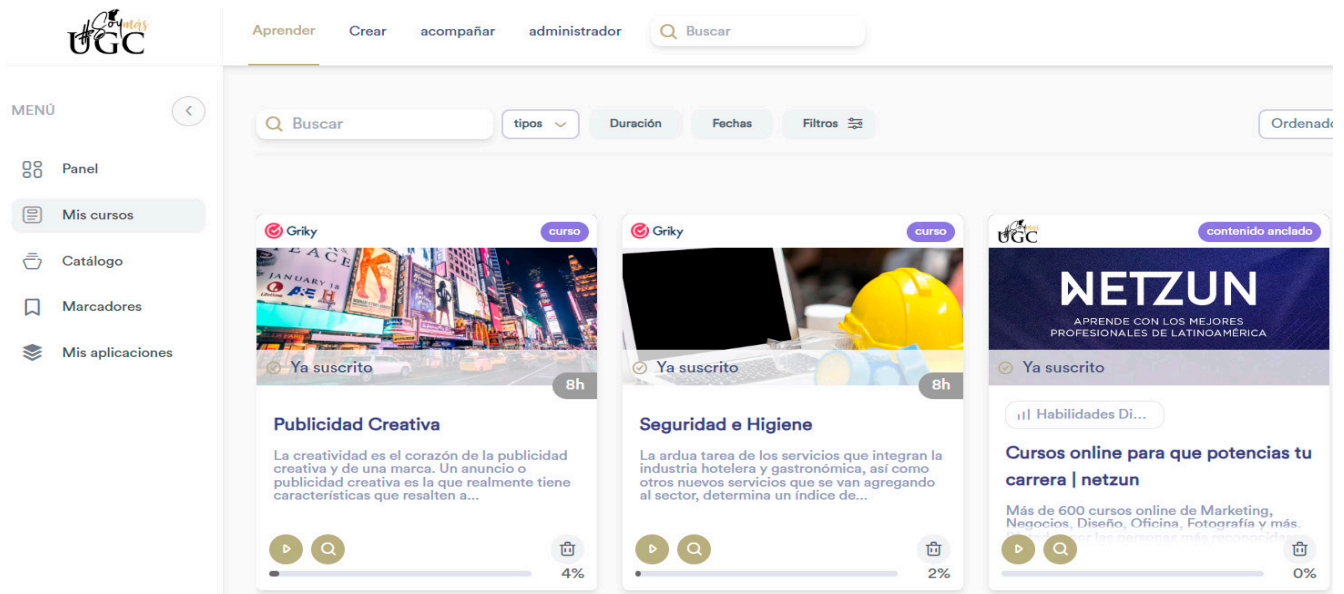 #Soymás
UGC
Aprender
Crear
acompañar
administrador
Buscar
MENÚ
Panel
Mis cursos
Catálogo
Marcadores
Mis aplicaciones
Buscar
tipos
Duración
Fechas
Filtros
Ordenado
Griky
curso
JANUARY 18
A&E
Ya suscrito
8h
Publicidad Creativa
La creatividad es el corazón de la publicidad
creativa y de una marca. Un anuncio o
publicidad creativa es la que realmente tiene
características que resalten a...
4%
Griky
curso
Ya suscrito
8h
Seguridad e Higiene
La ardua tarea de los servicios que integran la
industria hotelera y gastronómica, así como
otros nuevos servicios que se van agregando
al sector, determina un índice de...
2%
UGC
contenido anclado
NETZUN
APRENDE CON LOS MEJORES
PROFESIONALES DE LATINOAMÉRICA
Ya suscrito
Habilidades Di...
Cursos online para que potencias tu
carrera | netzun
Más de 600 cursos online de Marketing,
Negocios, Diseño, Oficina, Fotografía y más.
0%